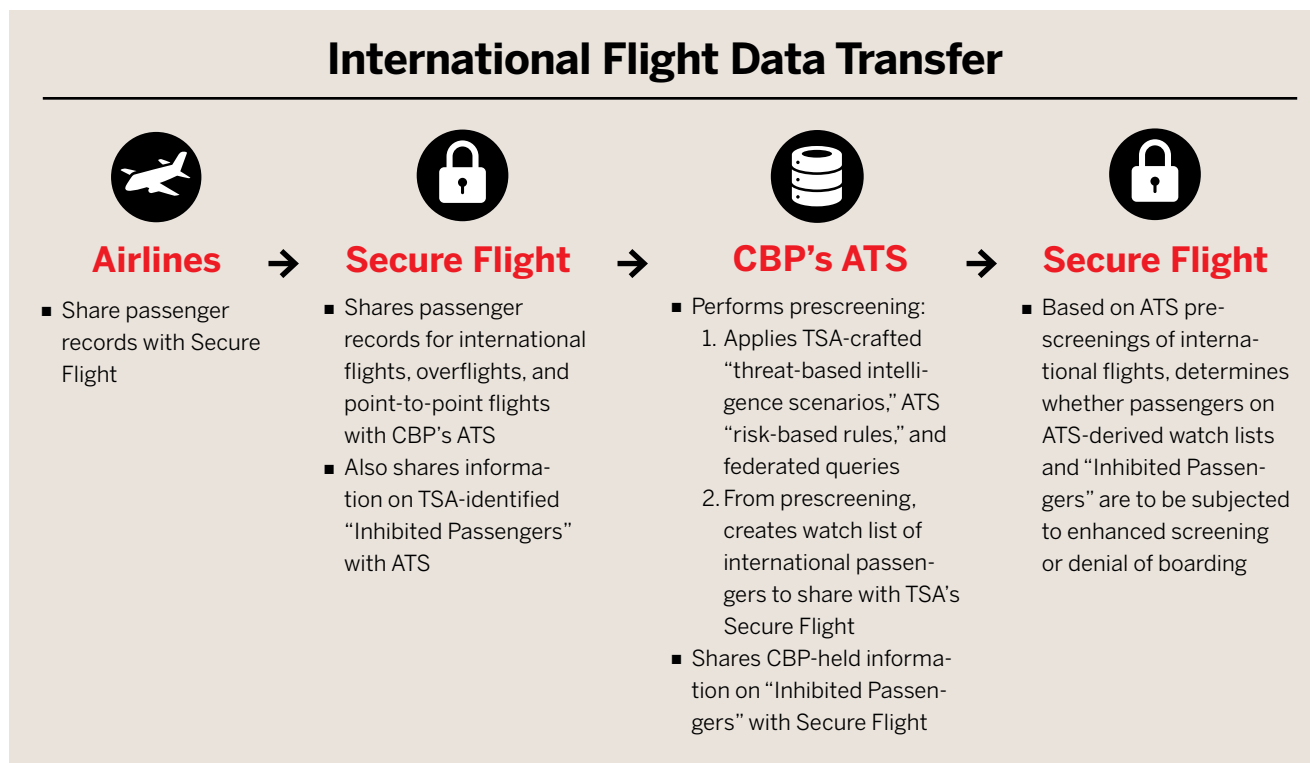 International Flight Data Transfer
Airlines
■ Share passenger
records with Secure
Flight
→
Secure Flight
■ Shares passenger
records for international
flights, overflights, and
point-to-point flights
with CBP’s ATS
■ Also shares informa-
tion on TSA-identified
“Inhibited Passengers”
with ATS
→
CBP’s ATS
■ Performs prescreening:
1. Applies TSA-crafted
“threat-based intelli-
gence scenarios,” ATS
“risk-based rules,” and
federated queries
2. From prescreening,
creates watch list of
international passen-
gers to share with TSA’s
Secure Flight
■ Shares CBP-held informa-
tion on “Inhibited Passen-
gers” with Secure Flight
→
Secure Flight
■ Based on ATS pre-
screenings of interna-
tional flights, determines
whether passengers on
ATS-derived watch lists
and “Inhibited Passen-
gers” are to be subjected
to enhanced screening
or denial of boarding